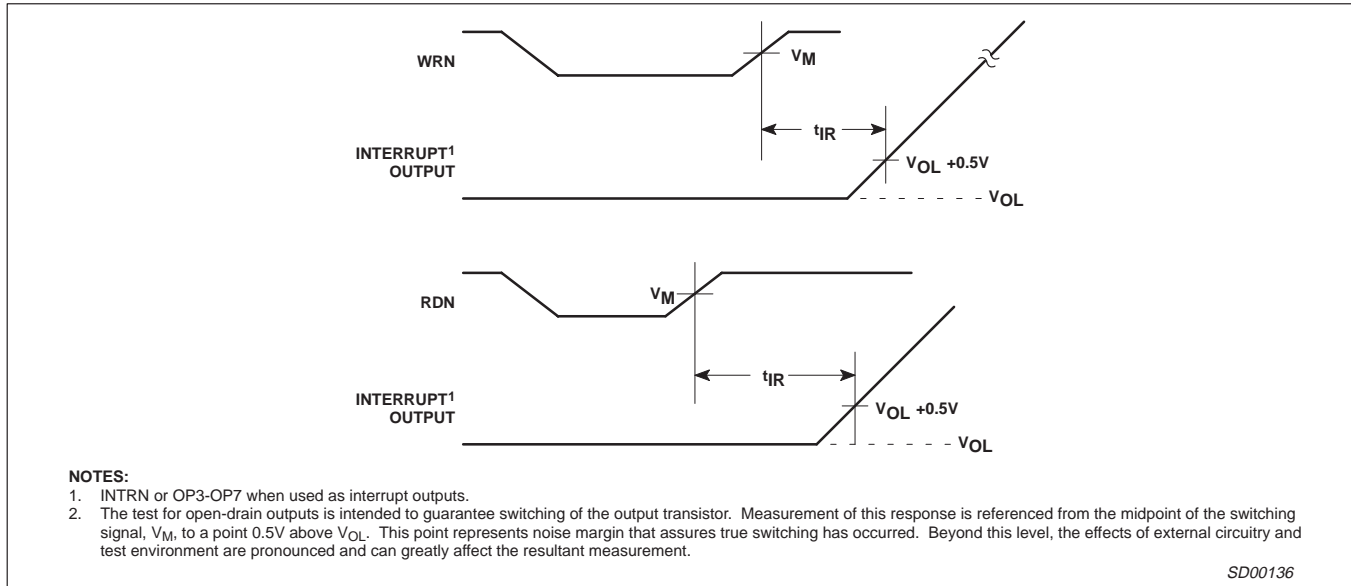 WRN
VM
tIR
INTERRUPT1
OUTPUT
VOL +0.5V
VOL
RDN
VM
tIR
INTERRUPT1
OUTPUT
VOL +0.5V
VOL
NOTES:
1. INTRN or OP3-OP7 when used as interrupt outputs.
2. The test for open-drain outputs is intended to guarantee switching of the output transistor. Measurement of this response is referenced from the midpoint of the switching
signal, VM, to a point 0.5V above VOL. This point represents noise margin that assures true switching has occurred. Beyond this level, the effects of external circuitry and
test environment are pronounced and can greatly affect the resultant measurement.
SD00136